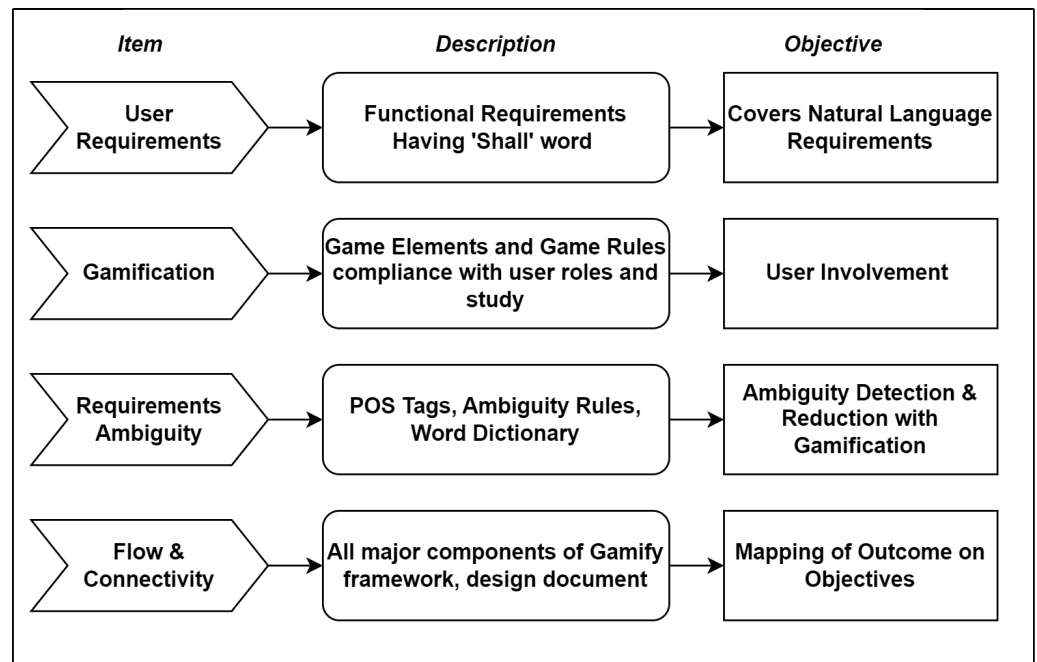 Item
Description
Objective
User
Requirements
Functional Requirements
Having 'Shall' word
Covers Natural Language
Requirements
Gamification
Game Elements and Game Rules
compliance with user roles and
study
User Involvement
Requirements
Ambiguity
POS Tags, Ambiguity Rules,
Word Dictionary
Ambiguity Detection &
Reduction with
Gamification
Flow &
Connectivity
All major components of Gamify
framework, design document
Mapping of Outcome on
Objectives